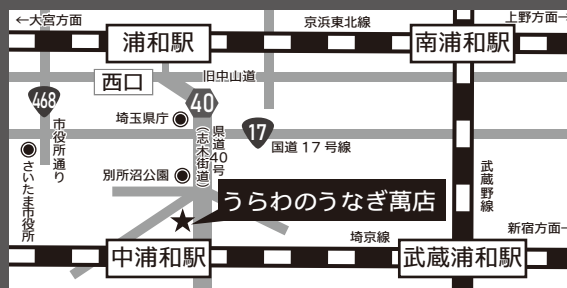 ←大宮方面
京浜東北線
上野方面→
浦和駅
南浦和駅
西口
旧中山道
468
40
埼玉県庁
市役所通り
県道40号
(志木街道)
17
国道17号線
さいたま市役所
別所沼公園
武蔵野線
うらわのうなぎ萬店
新宿方面→
埼京線
中浦和駅
武蔵浦和駅